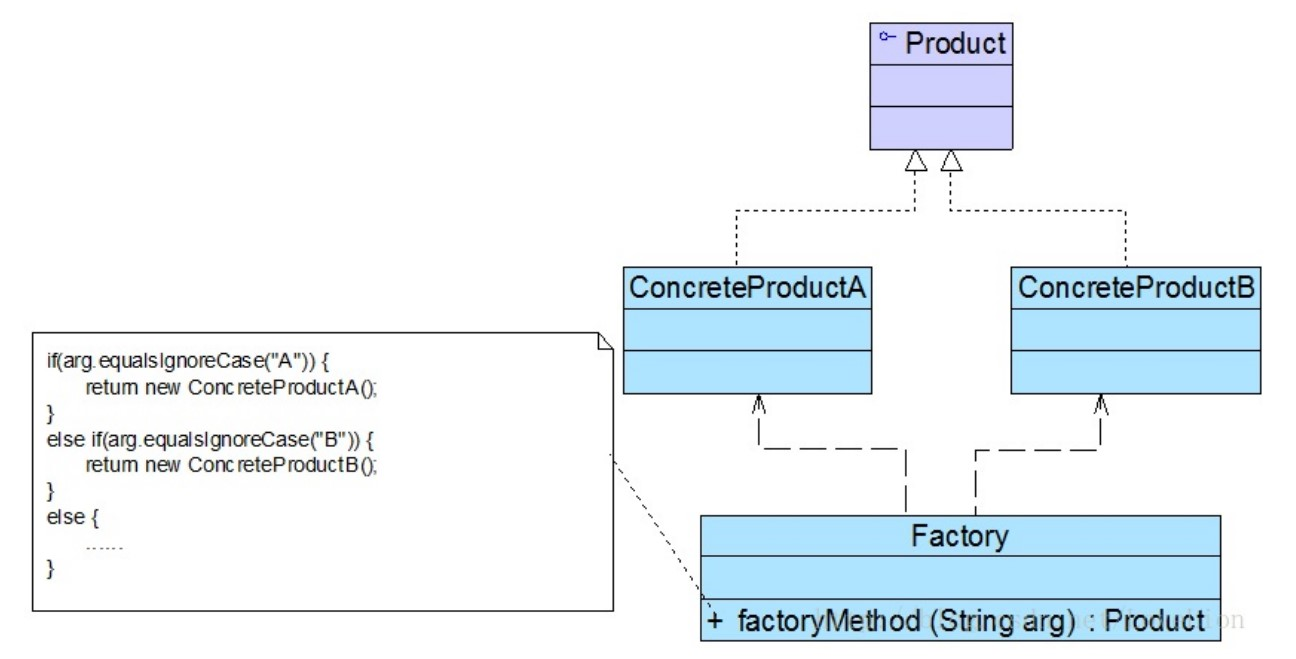 Product
ConcreteProductA
ConcreteProductB
if(arg.equalsIgnoreCase("A")) {
return new ConcreteProductA();
}
else if(arg.equalsIgnoreCase("B")) {
return new ConcreteProductB();
}
else {
......
}
Factory
+ factoryMethod (String arg) : Product